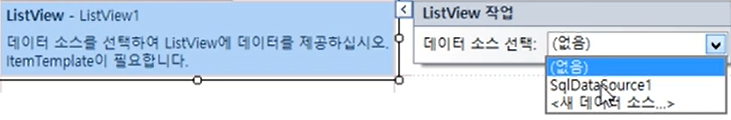 ListView - ListView1
데이터 소스를 선택하여 ListView에 데이터를 제공하십시오.
ItemTemplate이 필요합니다.
ListView 작업
데이터 소스 선택: (없음)
(없음)
SqlDataSource1
<새 데이터 소스...>